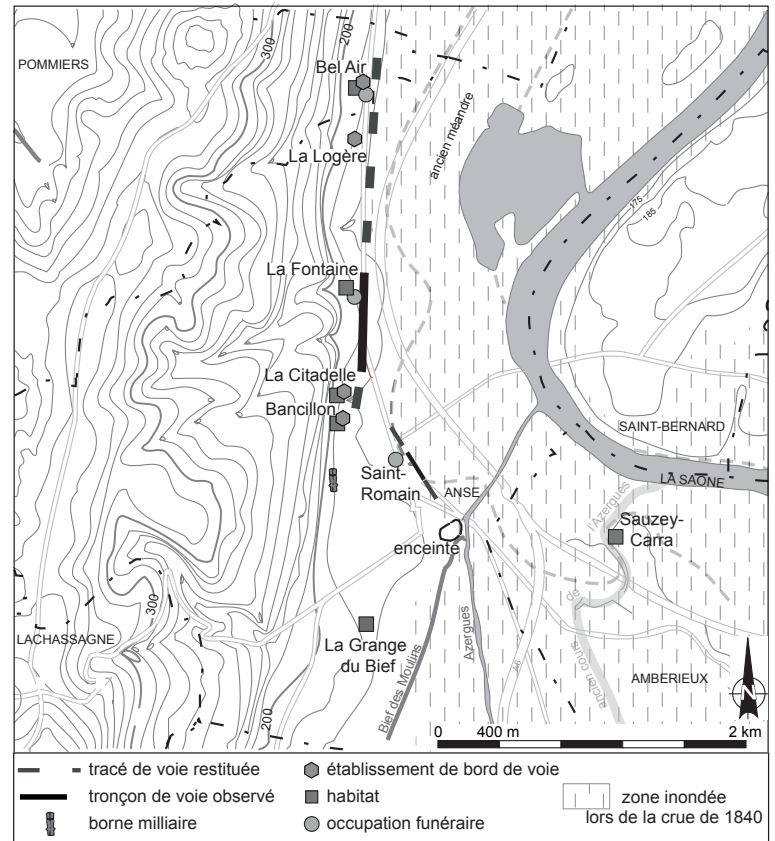 300
200
POMMIERS
Bel Air
La Logère
ancien méandre
175
185
La Fontaine
La Citadelle
Bancillon
SAINT-BERNARD
Saint-
Romain
ANSE
LA SAONE
l'Azergues
Sauzey-
Carra
enceinte
de
300
LACHASSAGNE
La Grange
du Bief
Bief des Moulins
Azergues
A6
ancien cours
AMBERIEUX
N
200
0 400 m 2 km
tracé de voie restituée
tronçon de voie observé
borne milliaire
établissement de bord de voie
habitat
occupation funéraire
zone inondée
lors de la crue de 1840